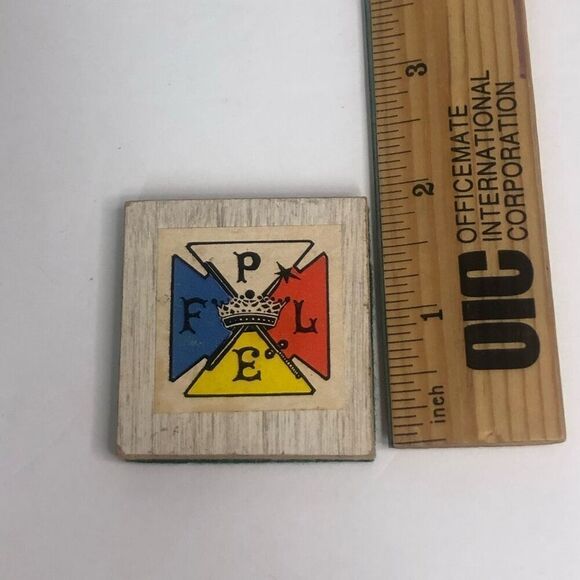 P
F L
E
OIC
OFFICEMATE
INTERNATIONAL
CORPORATION
inch
1
2
3